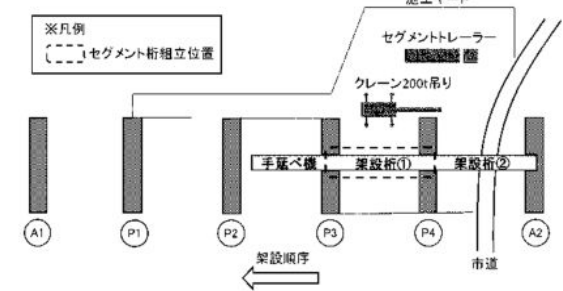 ※凡例
セグメント桁組立位置
セグメントトレーラー
クレーン200t吊り
手延べ機
架設桁①
架設桁②
A1
P1
P2
P3
P4
A2
架設順序
市道